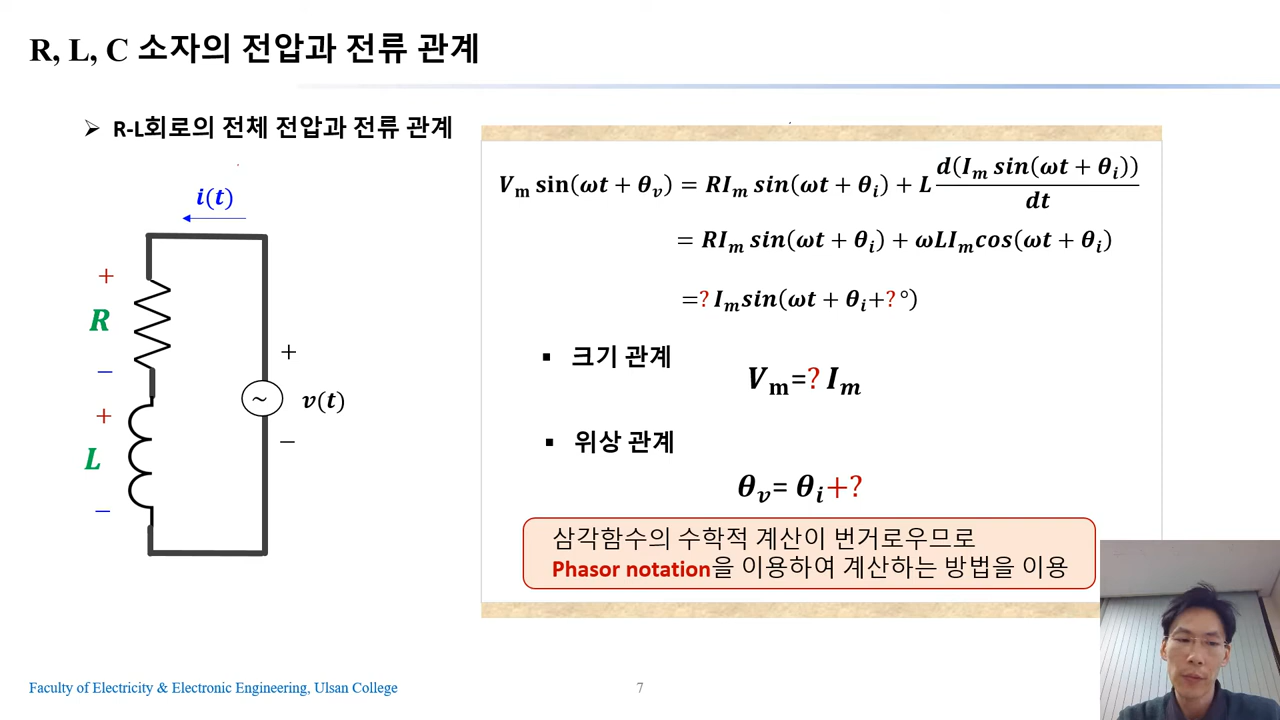 R, L, C 소자의 전압과 전류 관계
➢ R-L회로의 전체 전압과 전류 관계
i(t)
+
R
−
+
L
−
+
~
v(t)
−
V_m sin(ωt + θ_v) = RI_m sin(ωt + θ_i) + L d(I_m sin(ωt + θ_i))/dt
= RI_m sin(ωt + θ_i) + ωLI_m cos(ωt + θ_i)
=? I_m sin(ωt + θ_i+? °)
▪ 크기 관계
V_m=? I_m
▪ 위상 관계
θ_v= θ_i+?
삼각함수의 수학적 계산이 번거로우므로
Phasor notation을 이용하여 계산하는 방법을 이용
Faculty of Electricity & Electronic Engineering, Ulsan College
7